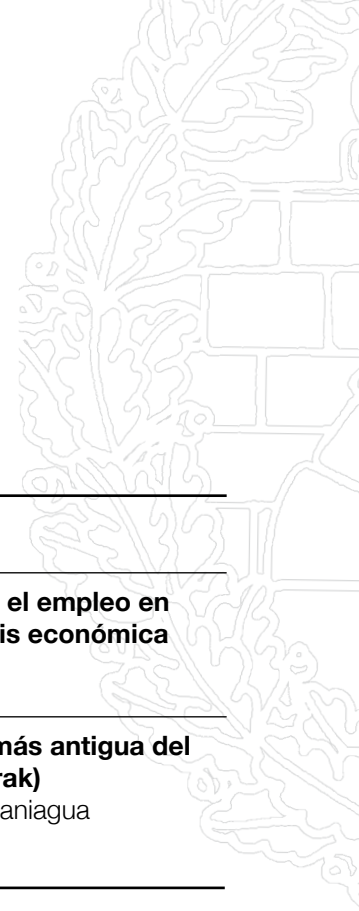 el empleo en
is económica
más antigua del
rak)
aniagua